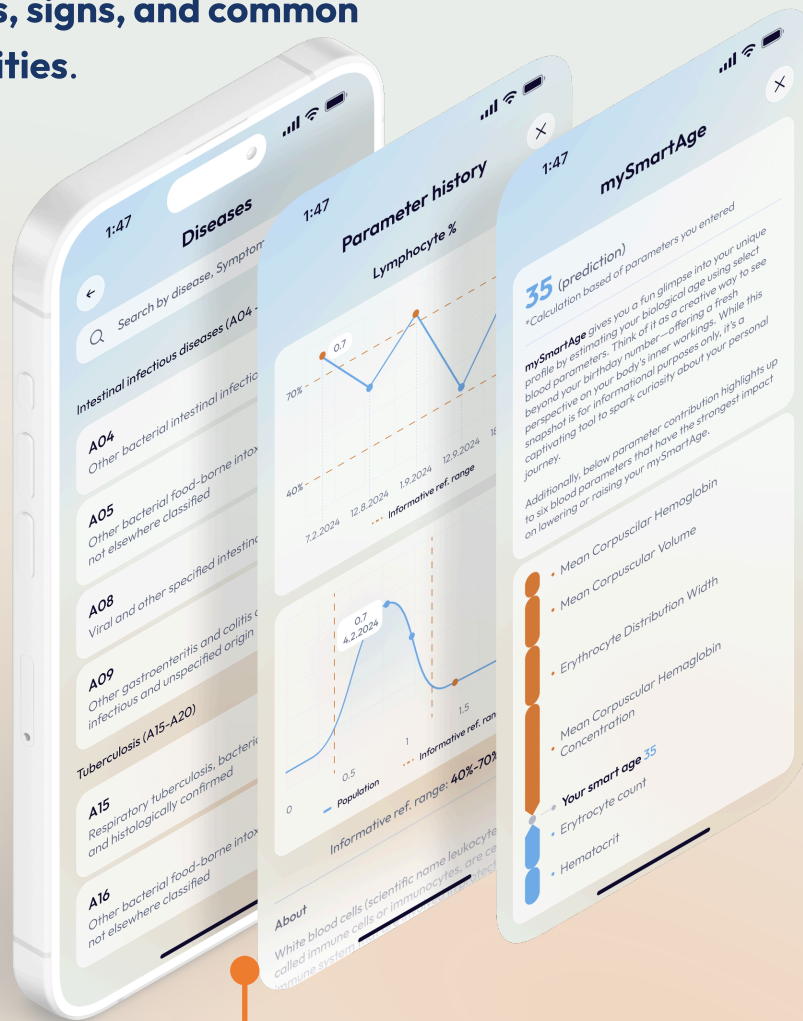 s, signs, and common
ities.
1:47
Diseases
Search by disease, Symptom
Intestinal infectious diseases (A04 -
A04
Other bacterial intestinal infectio
A05
Other bacterial food-borne intox
not elsewhere classified
A08
Viral and other specified intestin
A09
Other gastroenteritis and colitis o
infectious and unspecified origin
Tuberculosis (A15-A20)
A15
Respiratory tuberculosis, bacteri
and histologically confirmed
A16
Other bacterial food-borne intox
not elsewhere classified
1:47
Parameter history
Lymphocyte %
0.7
70%
40%
7.2.2024
12.8.2024
1.9.2024
12.9.2024
18
Informative ref. range
0.7
4.2.2024
0
0.5
1
1.5
Population
Informative ref. ran
Informative ref. range: 40%-70%
About
White blood cells (scientific name leukocyte
called immune cells or immunocytes, are ce
immune system
1:47
mySmartAge
35 (prediction)
*Calculation based of parameters you entered
mySmartAge gives you a fun glimpse into your unique
profile by estimating your biological age using select
blood parameters. Think of it as a creative way to see
beyond your birthday number—offering a fresh
perspective on your body's inner workings. While this
snapshot is for informational purposes only, it's a
captivating tool to spark curiosity about your personal
journey.
Additionally, below parameter contribution highlights up
to six blood parameters that have the strongest impact
on lowering or raising your mySmartAge.
Mean Corpuscilar Hemoglobin
Mean Corpuscular Volume
Erythrocyte Distribution Width
Mean Corpuscular Hemaglobin
Concentration
Your smart age 35
Erytrocyte count
Hematocrit